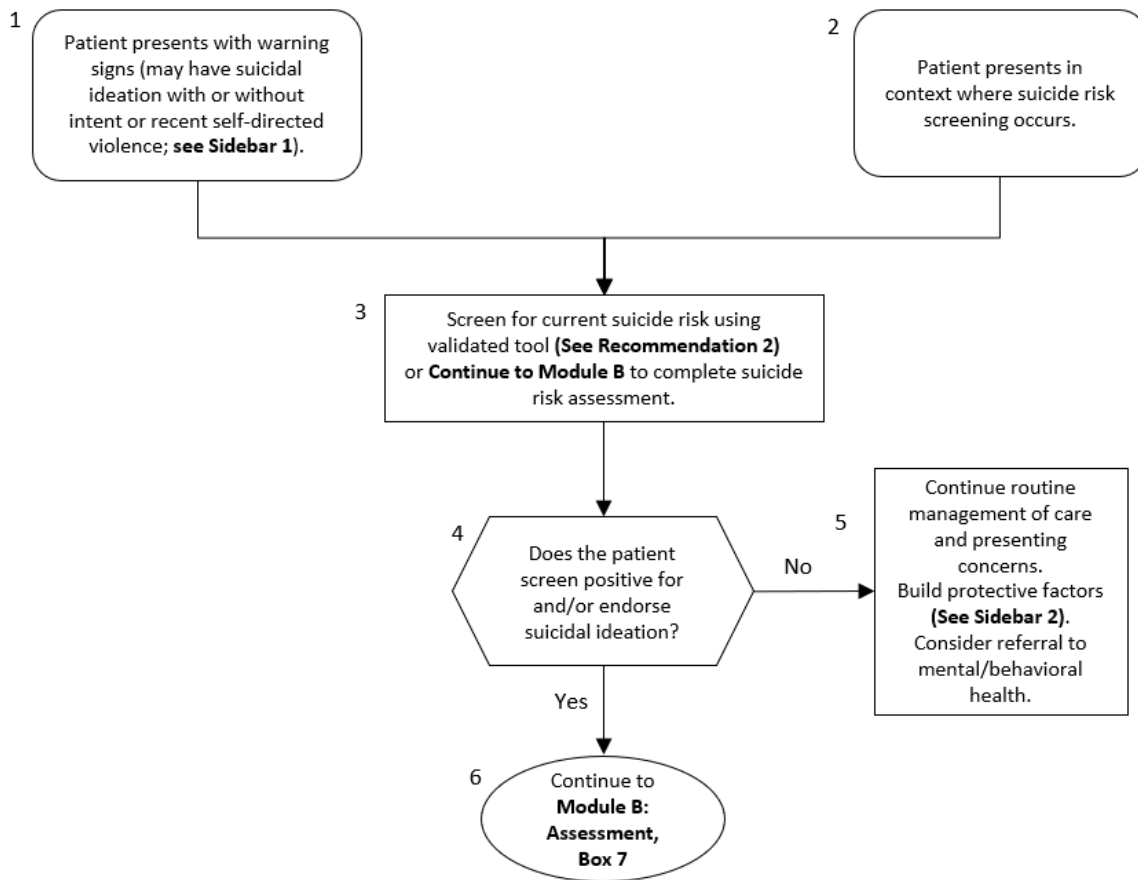 1
Patient presents with warning
signs (may have suicidal
ideation with or without
intent or recent self-directed
violence; see Sidebar 1).
2
Patient presents in
context where suicide risk
screening occurs.
3
Screen for current suicide risk using
validated tool (See Recommendation 2)
or Continue to Module B to complete suicide
risk assessment.
4
Does the patient
screen positive for
and/or endorse
suicidal ideation?
No
5
Continue routine
management of care
and presenting
concerns.
Build protective factors
(See Sidebar 2).
Consider referral to
mental/behavioral
health.
Yes
6
Continue to
Module B:
Assessment,
Box 7